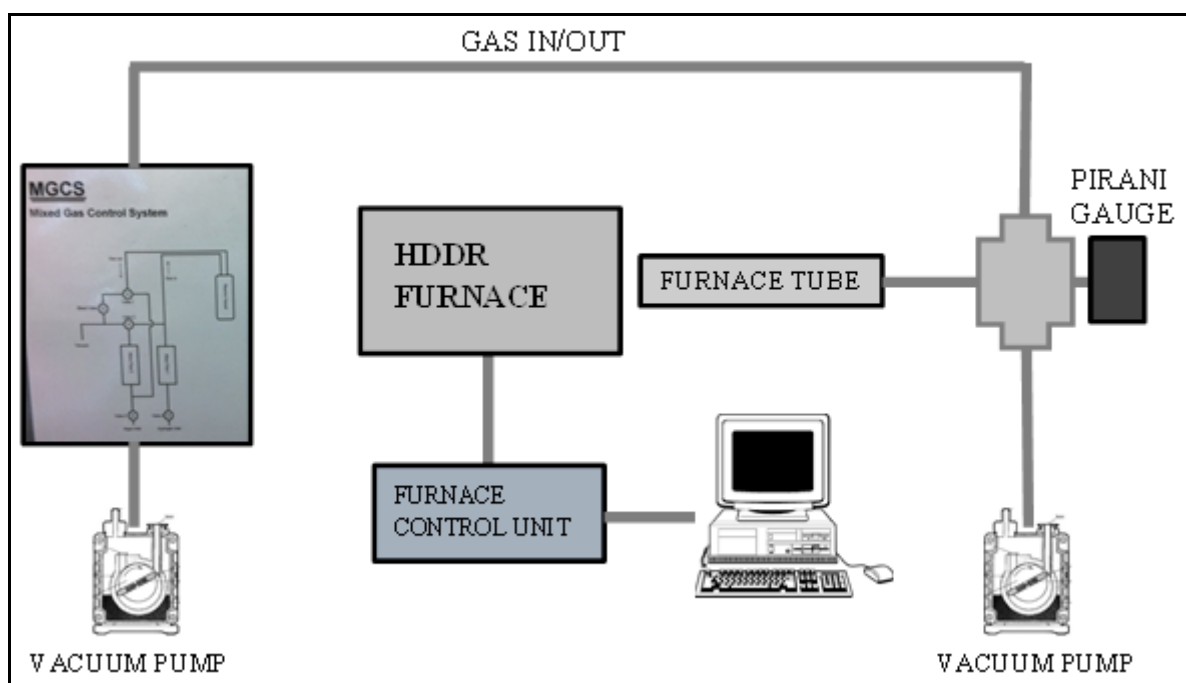 GAS IN/OUT
MGCS
Mixed Gas Control System
PIRANI
GAUGE
HDDR
FURNACE
FURNACE TUBE
FURNACE
CONTROL UNIT
VACUUM PUMP
VACUUM PUMP